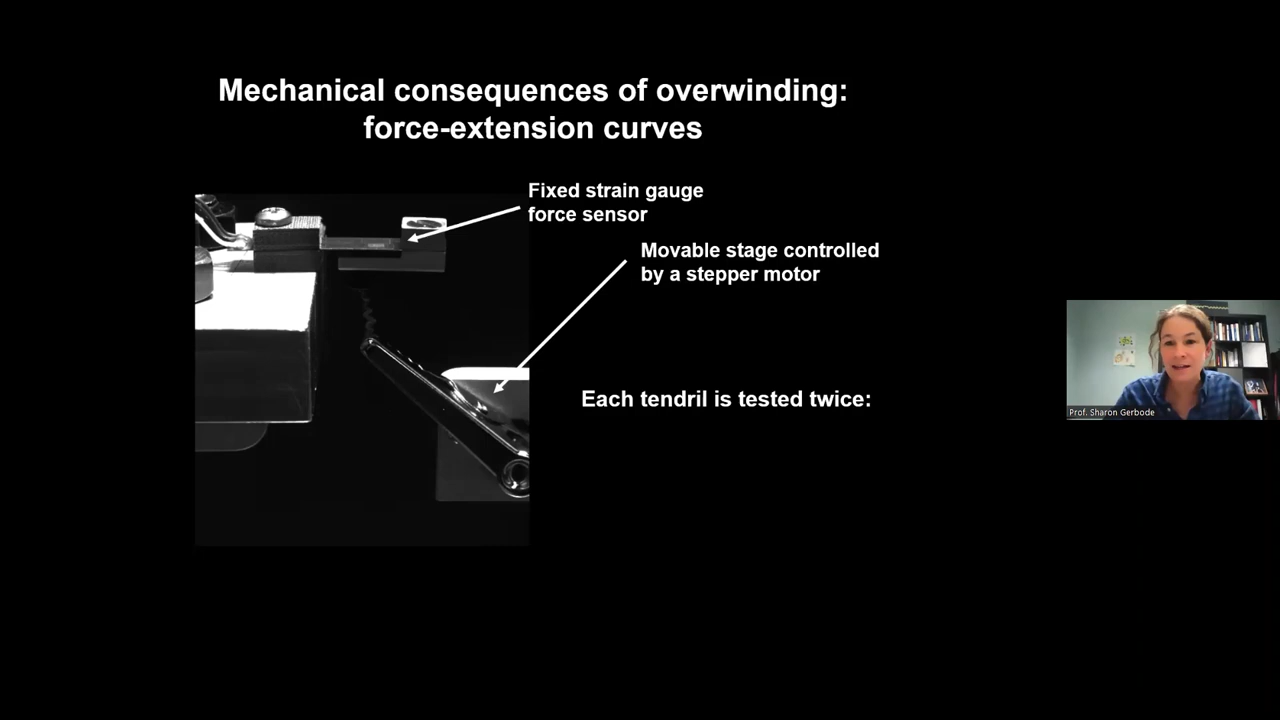 Mechanical consequences of overwinding:
force-extension curves
Fixed strain gauge
force sensor
Movable stage controlled
by a stepper motor
Each tendril is tested twice:
Prof. Sharon Gerbode